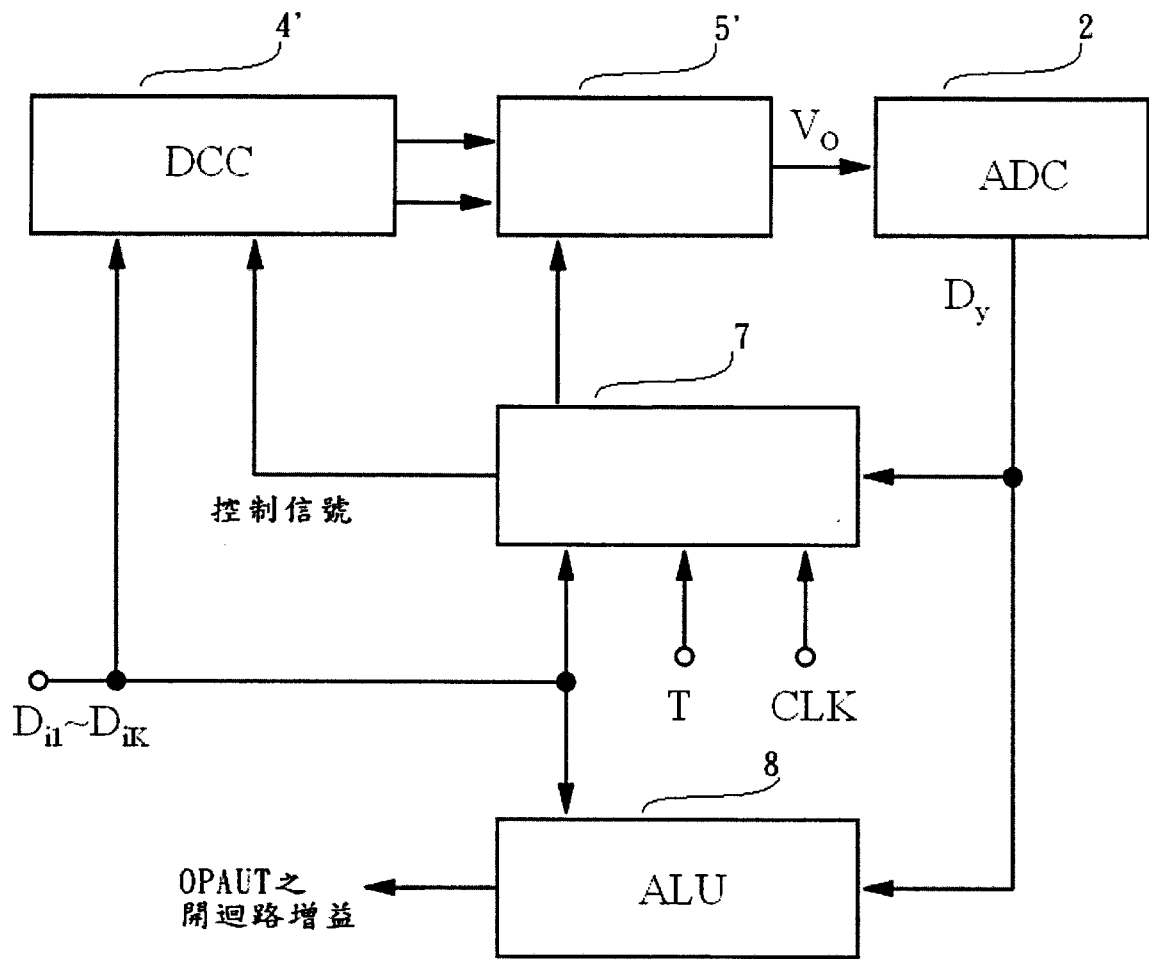 4'
5'
2
DCC
V_O
ADC
D_y
7
控制信號
D_i1~D_iK
T
CLK
8
OPAUT之
開迴路增益
ALU